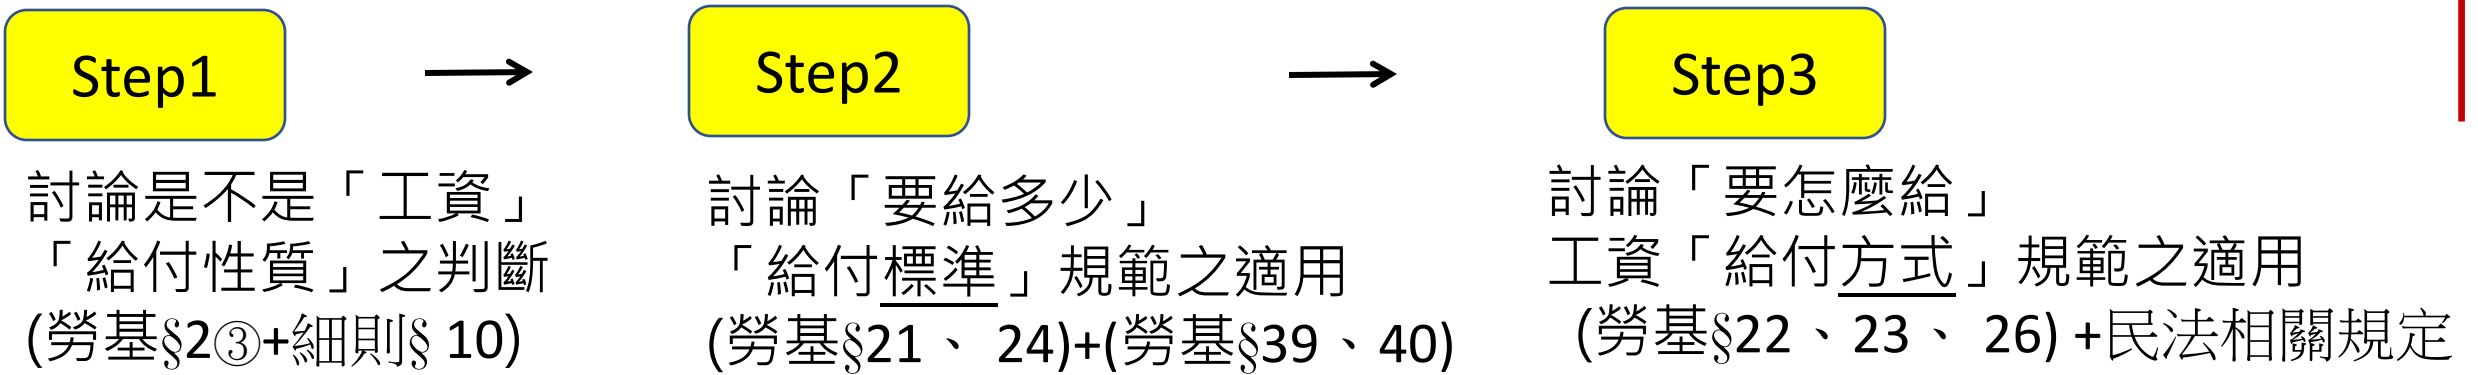 Step1
討論是不是「工資」
「給付性質」之判斷
(勞基§2③+細則§ 10)
Step2
討論「要給多少」
「給付標準」規範之適用
(勞基§21、 24)+(勞基§39、40)
Step3
討論「要怎麼給」
工資「給付方式」規範之適用
(勞基§22、23、 26) +民法相關規定